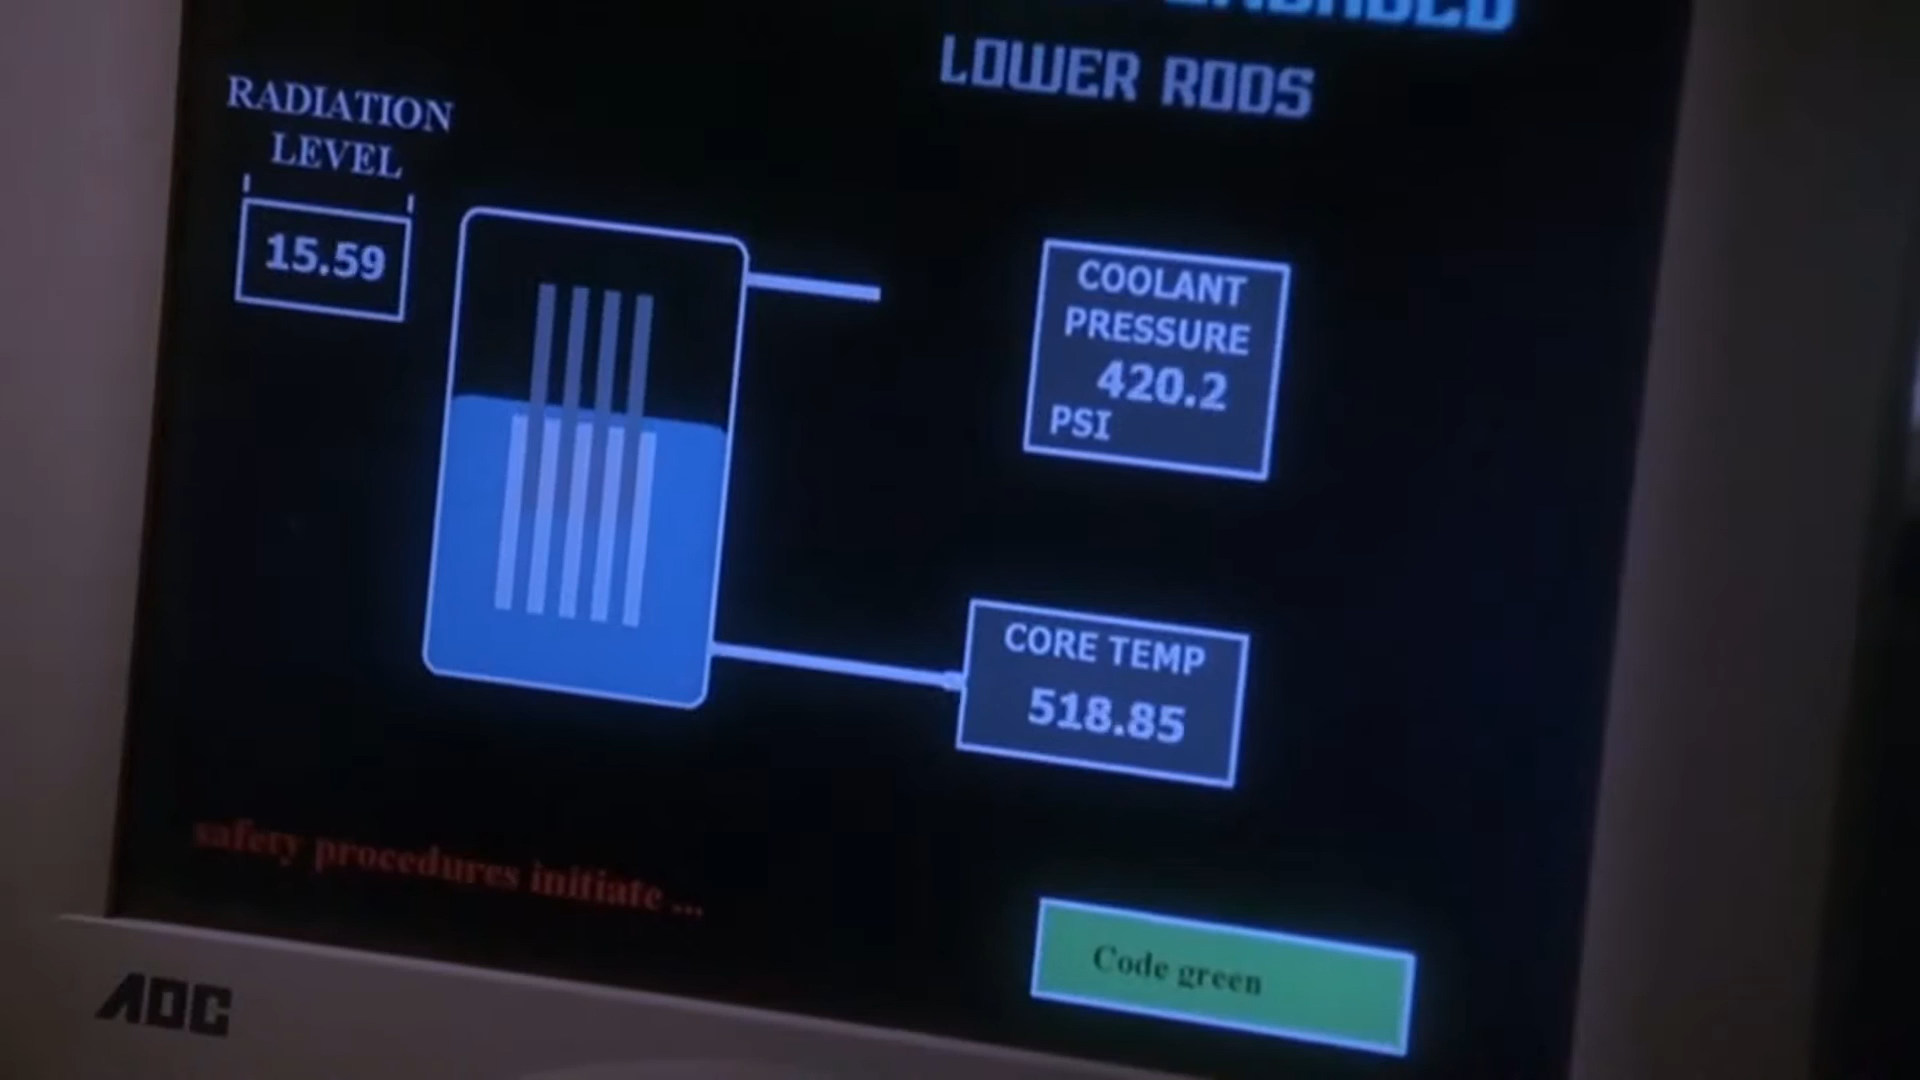 LOWER RODS
RADIATION
LEVEL
15.59
COOLANT
PRESSURE
420.2
PSI
CORE TEMP
518.85
safety procedures initiate ...
Code green
AOC